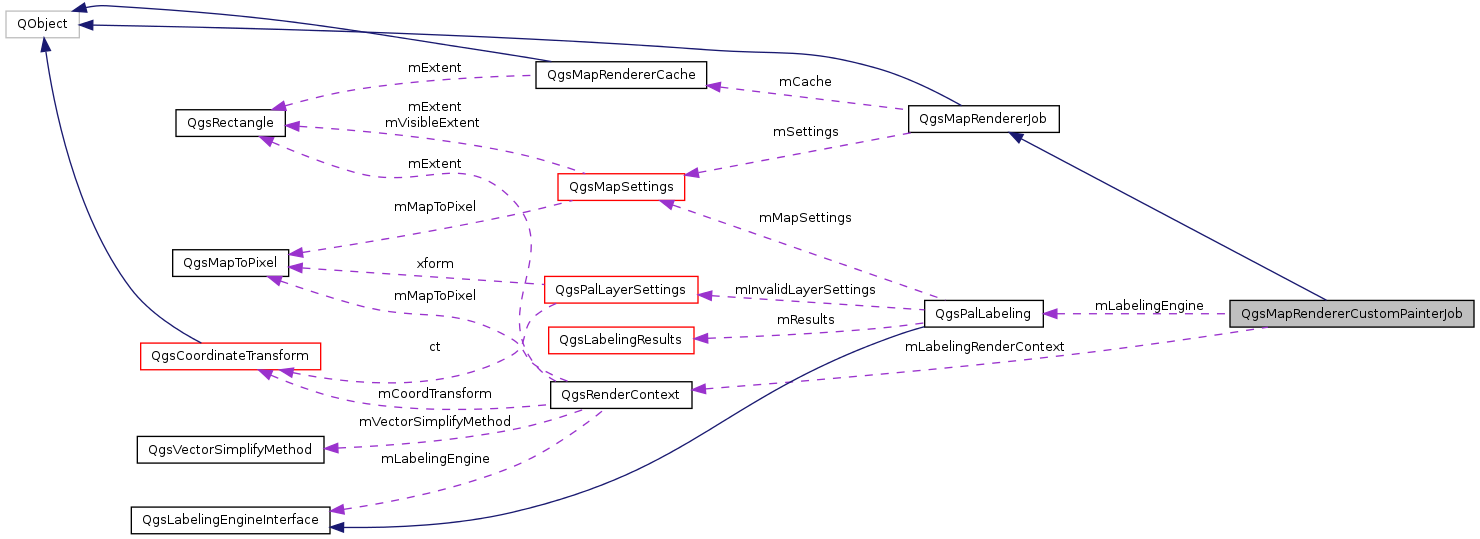 QObject
mExtent
QgsMapRendererCache
mCache
mExtent
mVisibleExtent
QgsRectangle
QgsMapRendererJob
mSettings
mExtent
QgsMapSettings
mMapToPixel
mMapSettings
QgsMapToPixel
xform
QgsPalLayerSettings
mInvalidLayerSettings
mMapToPixel
mLabelingEngine
QgsPalLabeling
QgsMapRendererCustomPainterJob
mResults
QgsLabelingResults
ct
mLabelingRenderContext
QgsCoordinateTransform
mCoordTransform
QgsRenderContext
mVectorSimplifyMethod
QgsVectorSimplifyMethod
mLabelingEngine
QgsLabelingEngineInterface